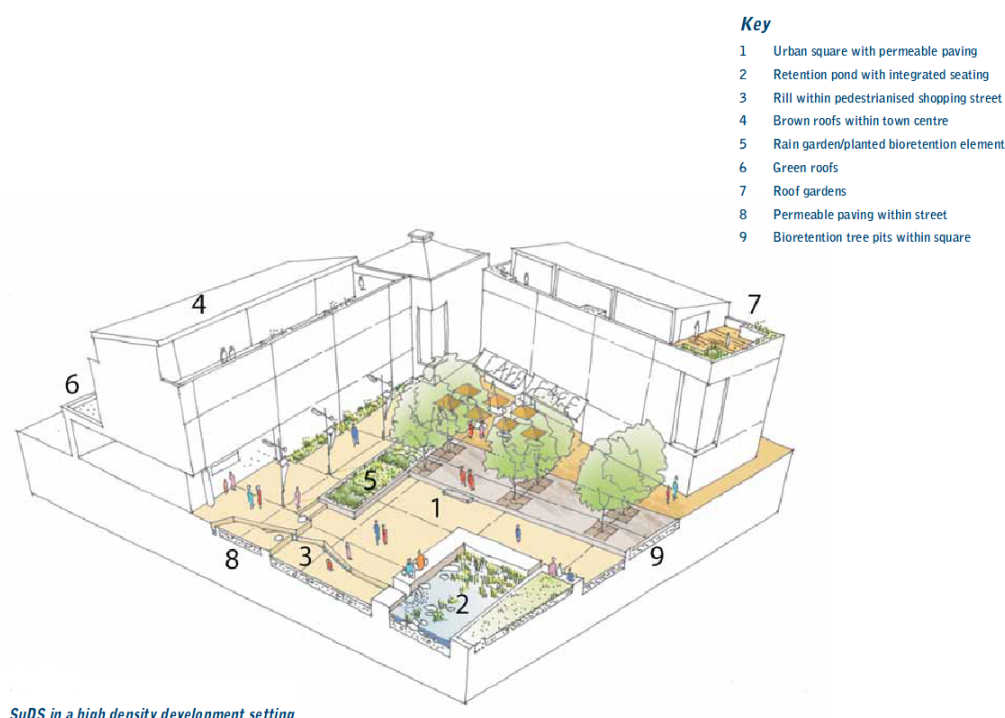 Key
1 Urban square with permeable paving
2 Retention pond with integrated seating
3 Rill within pedestrianised shopping street
4 Brown roofs within town centre
5 Rain garden/planted bioretention element
6 Green roofs
7 Roof gardens
8 Permeable paving within street
9 Bioretention tree pits within square
4
7
6
5
1
8
3
9
2
SuDS in a high density development setting